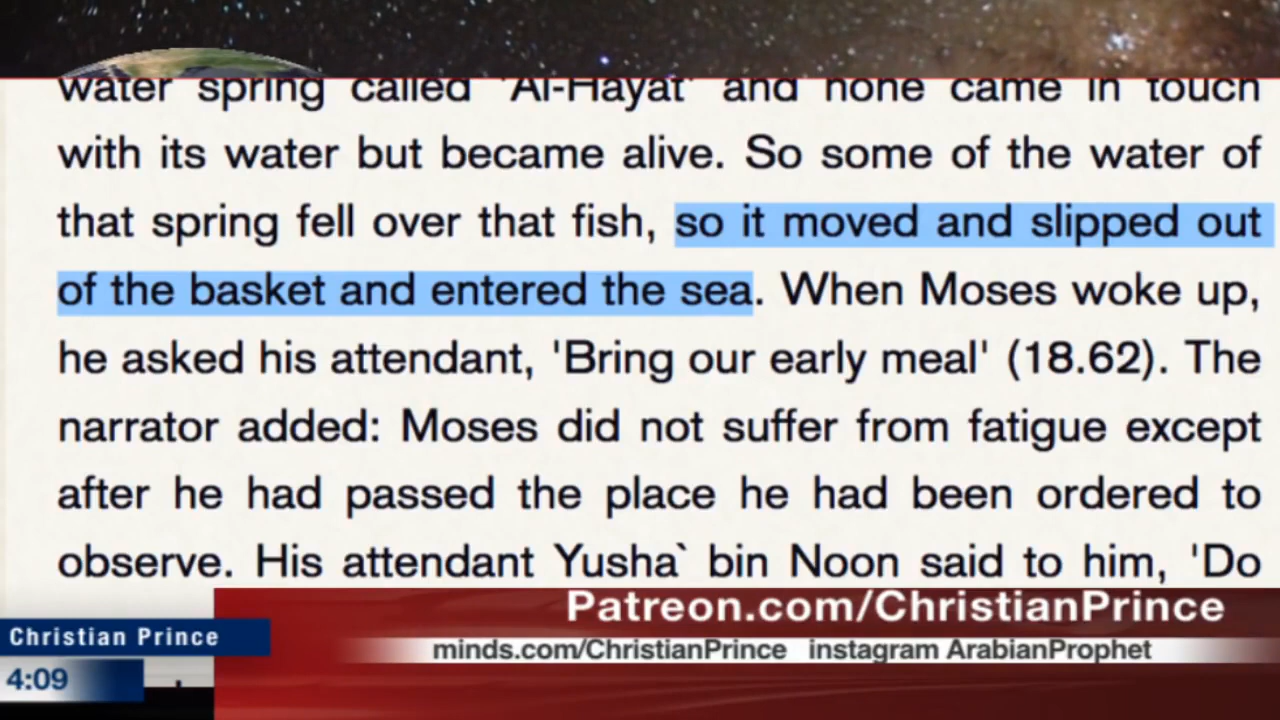 water spring called 'Al-Hayat' and none came in touch
with its water but became alive. So some of the water of
that spring fell over that fish, so it moved and slipped out
of the basket and entered the sea. When Moses woke up,
he asked his attendant, 'Bring our early meal' (18.62). The
narrator added: Moses did not suffer from fatigue except
after he had passed the place he had been ordered to
observe. His attendant Yusha` bin Noon said to him, 'Do
Patreon.com/ChristianPrince
Christian Prince
minds.com/ChristianPrince instagram ArabianProphet
4:09